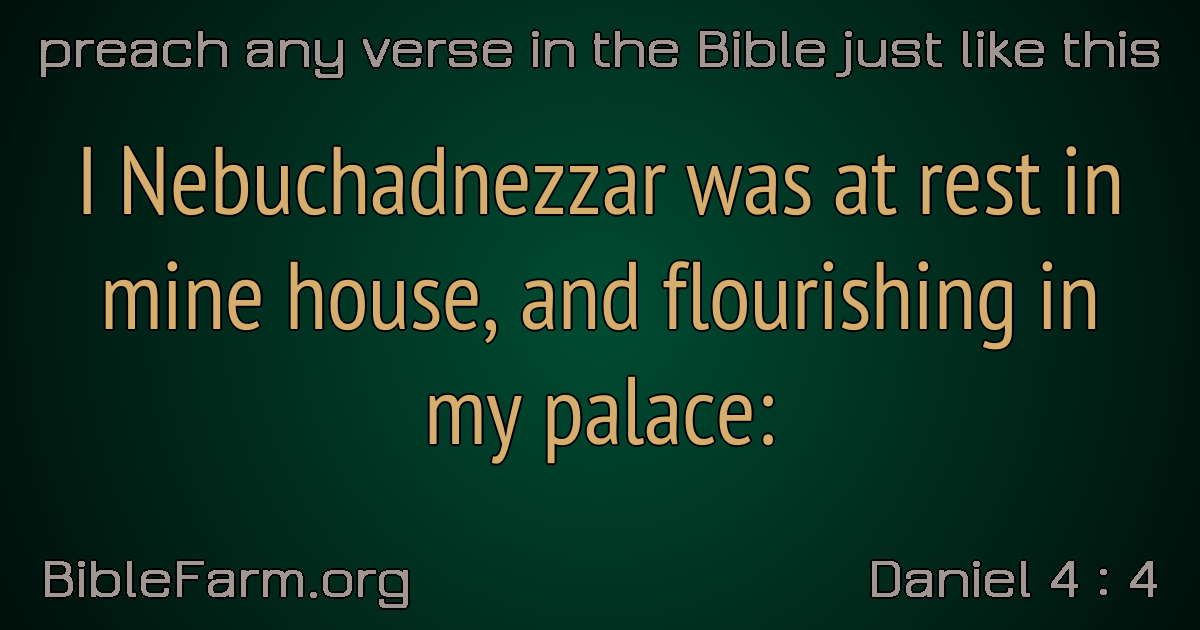 preach any verse in the Bible just like this
I Nebuchadnezzar was at rest in
mine house, and flourishing in
my palace:
BibleFarm.org
Daniel 4 : 4